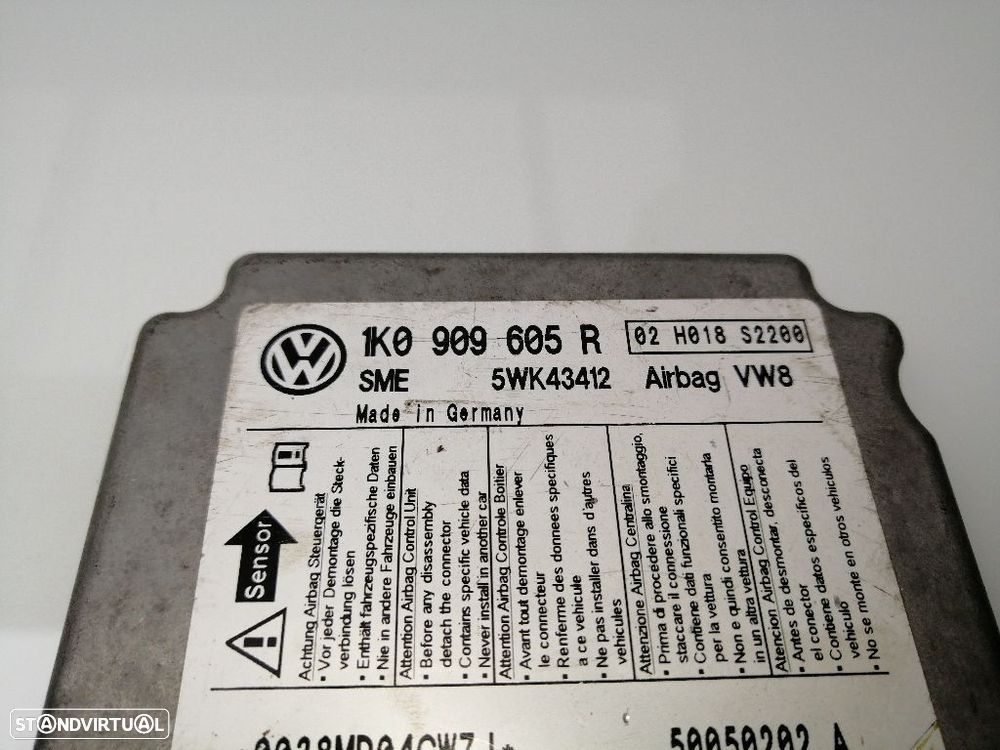 1K0 909 605 R
02 H018 S2200
SME 5WK43412 Airbag VW8
Made in Germany
Sensor
Achtung Airbag Steuergerät
• Vor jeder Demontage die Steck-
verbindung lösen
• Enthält fahrzeugspezifische Daten
• Nie in andere Fahrzeuge einbauen
Attention Airbag Control Unit
• Before any disassembly
detach the connector
• Contains specific vehicle data
• Never install in another car
Attention Airbag Controle Boitier
• Avant tout demontage enlever
le connecteur
• Renferme des donnees specifiques
a ce vehicule
• Ne pas installer dans d'autres
vehicules
Attenzione Airbag Centralina
• Prima di procedere allo smontaggio,
staccare il connessione
• Contiene dati funzionali specifici
per la vettura
• Non e quindi consentito montarla
in un altra vettura
Atencion Airbag Control Equipo
• Antes de desmontar, desconecta
el conector
• Contiene datos específicos del
vehículo
• No se monte en otros vehículos
50050202 A
STANDVIRTUAL